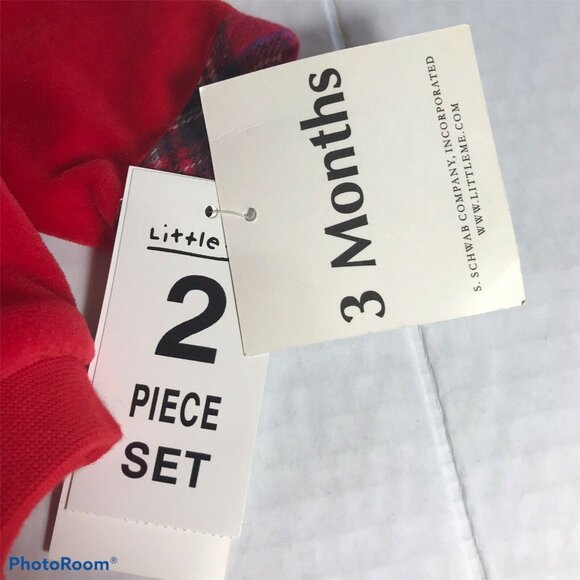 Little
2
PIECE
SET
3 Months
S. SCHWAB COMPANY, INCORPORATED
WWW.LITTLEME.COM
PhotoRoom®